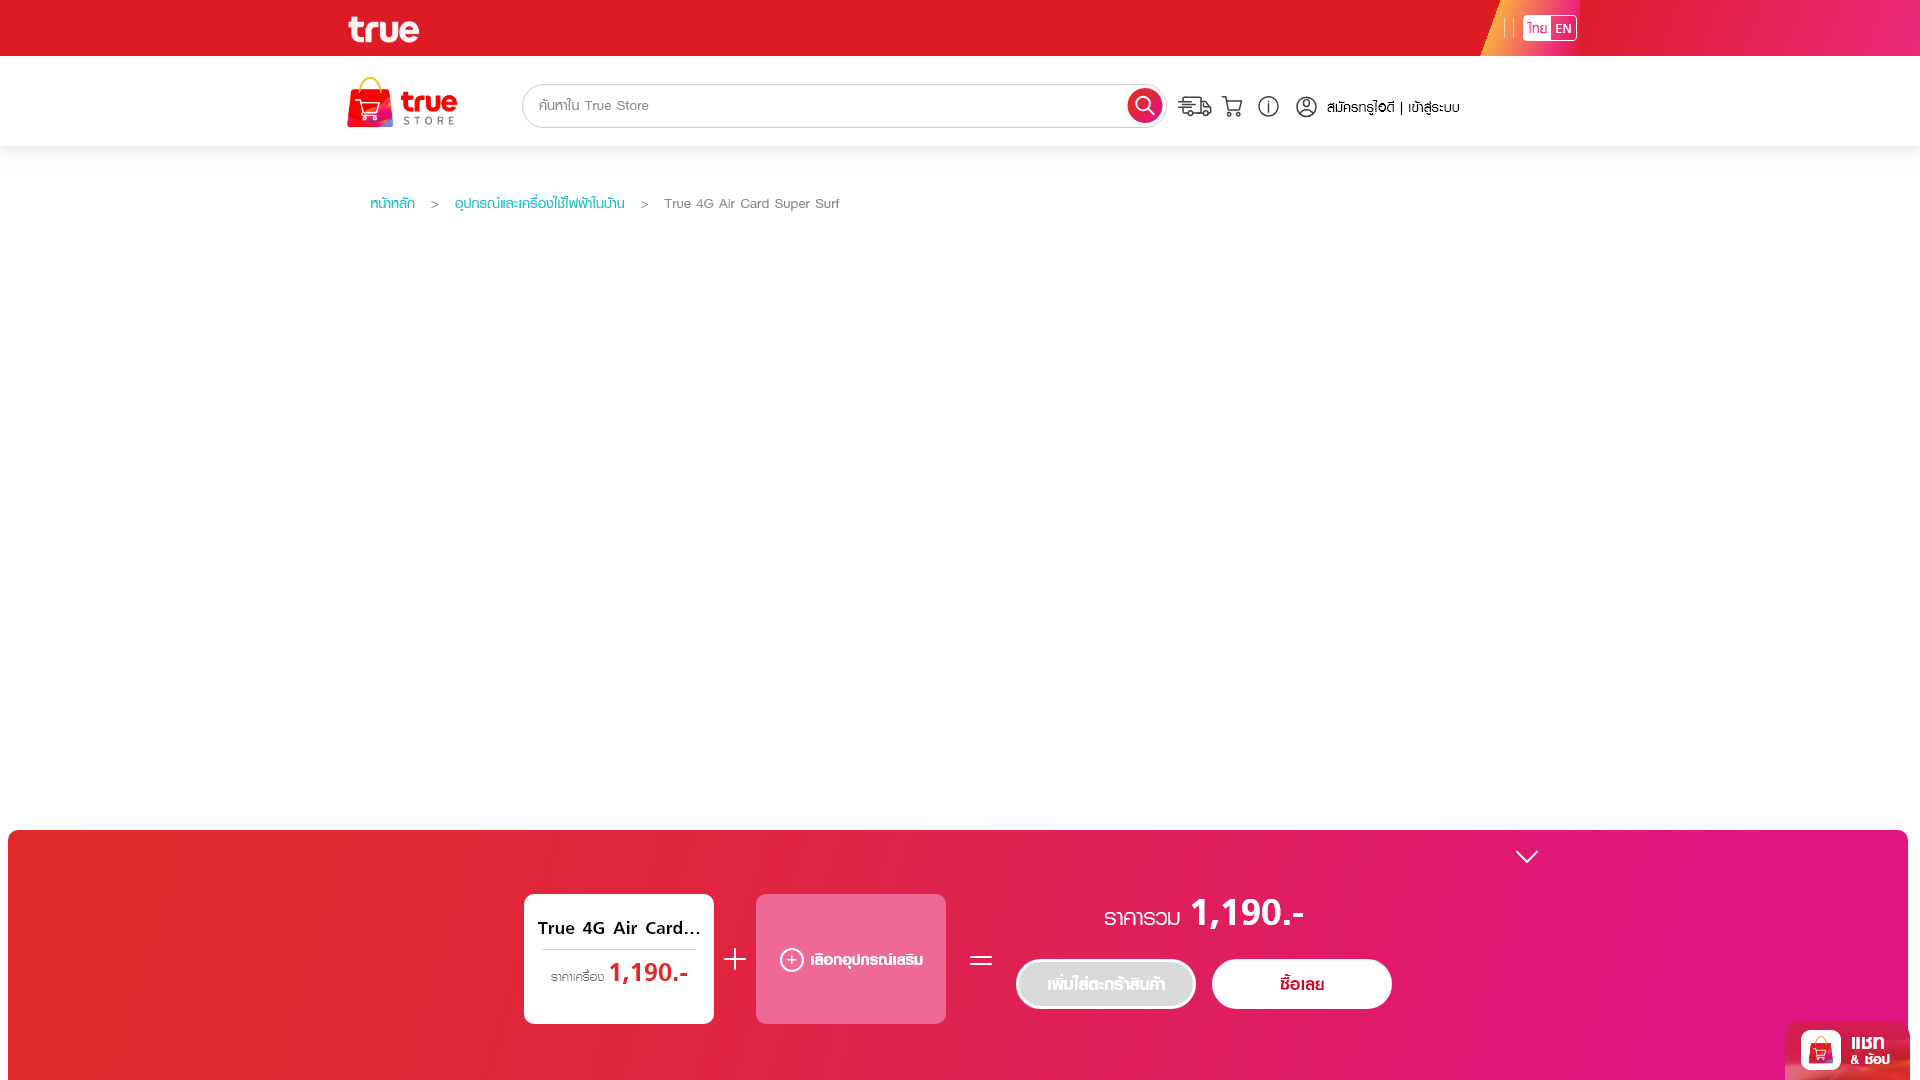 true
ไทย EN
true STORE
ค้นหาใน True Store
สมัครทรูไอดี | เข้าสู่ระบบ
หน้าหลัก > อุปกรณ์และเครื่องใช้ไฟฟ้าในบ้าน > True 4G Air Card Super Surf
True 4G Air Card...
ราคาเครื่อง 1,190.-
เลือกอุปกรณ์เสริม
ราคารวม 1,190.-
เพิ่มใส่ตะกร้าสินค้า
ซื้อเลย
แชท
& ช้อป